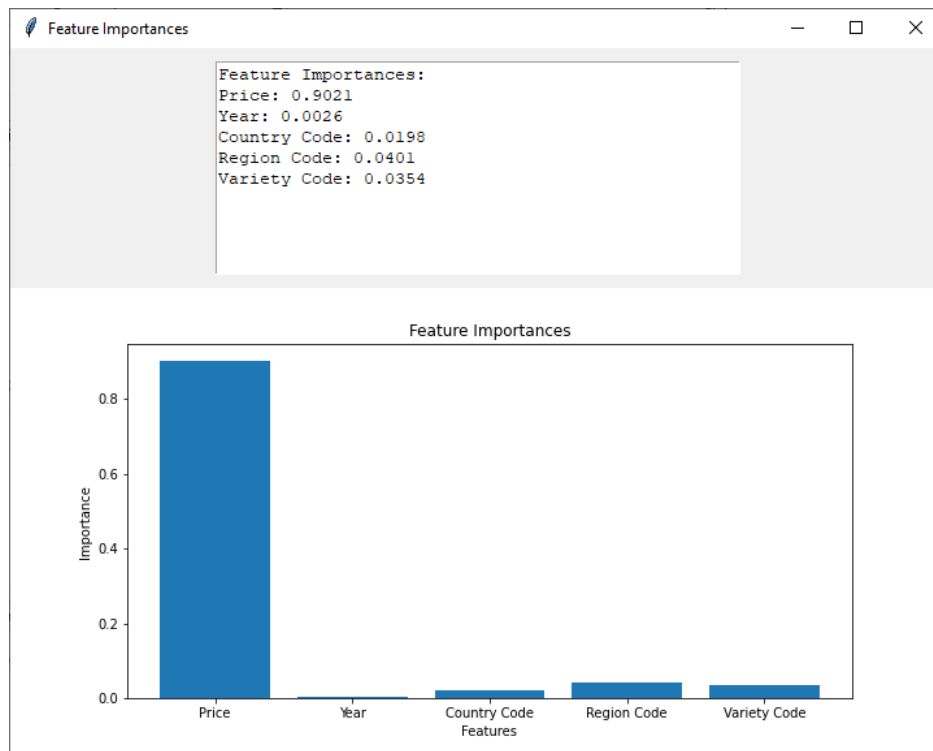 Feature Importances
Feature Importances:
Price: 0.9021
Year: 0.0026
Country Code: 0.0198
Region Code: 0.0401
Variety Code: 0.0354
Feature Importances
Importance
0.8
0.6
0.4
0.2
0.0
Price Year Country Code Region Code Variety Code
Features